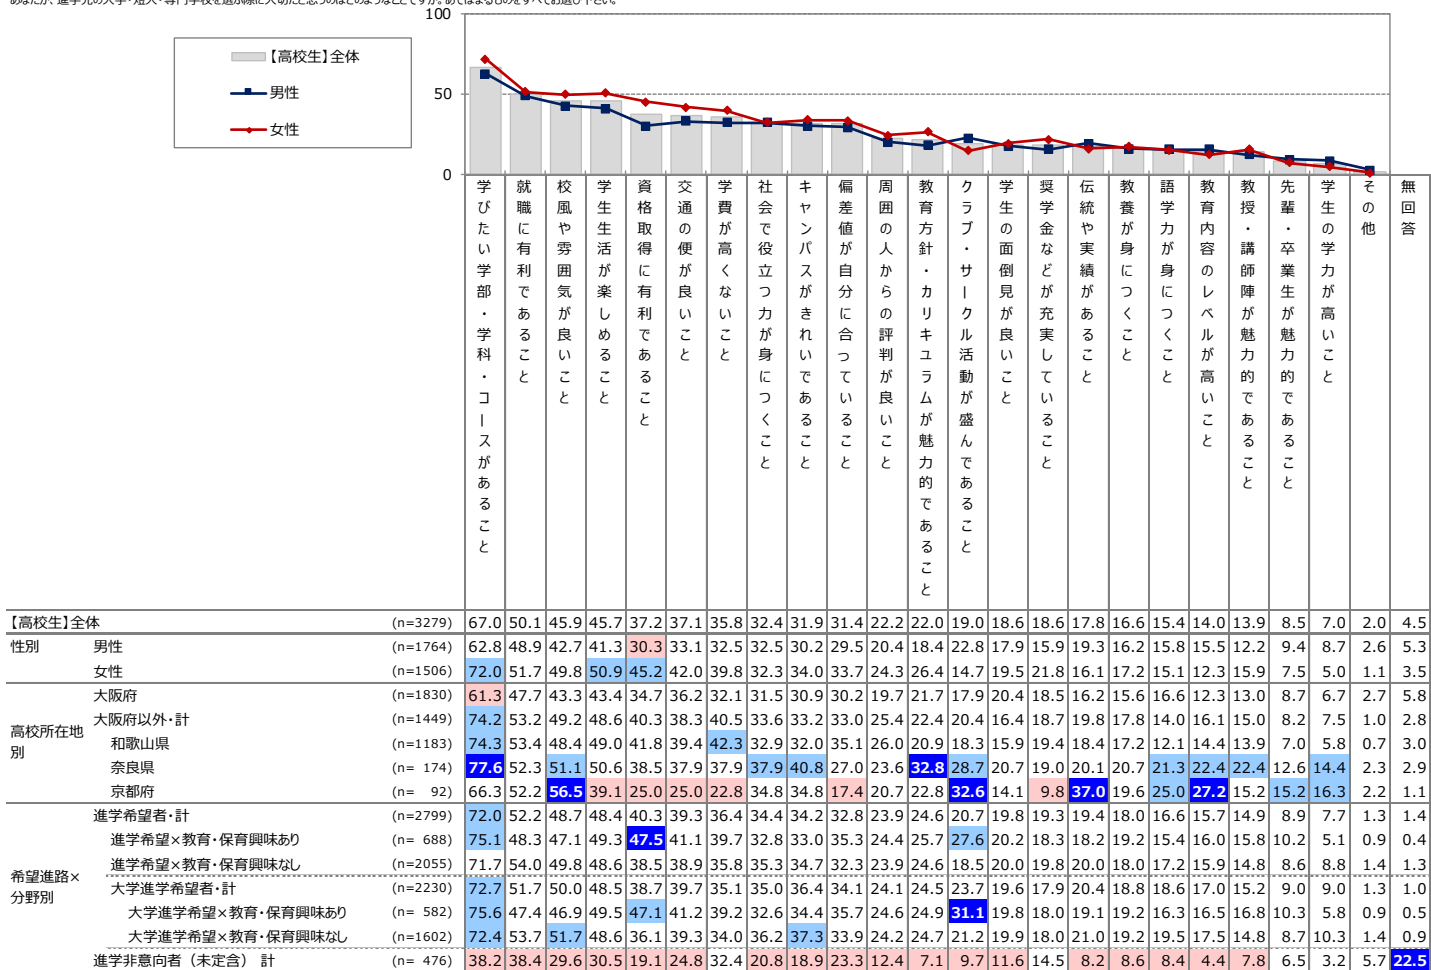 あなたが、進学先の大学・短大・専門学校を選ぶ際に大切だと思うのはどのようなことですか。あてはまるものをすべてお選び下さい。
【高校生】全体
男性
女性
100
50
0
学びたい学部・学科・コースがあること
就職に有利であること
校風や雰囲気が良いこと
学生生活が楽しめること
資格取得に有利であること
交通の便が良いこと
学費が高くないこと
社会で役立つ力が身につくこと
キャンパスがきれいであること
偏差値が自分に合っていること
周囲の人からの評判が良いこと
教育方針・カリキュラムが魅力的であること
クラブ・サークル活動が盛んであること
学生の面倒見が良いこと
奨学金などが充実していること
伝統や実績があること
教養が身につくこと
語学力が身につくこと
教育内容のレベルが高いこと
教授・講師陣が魅力的であること
先輩・卒業生が魅力的であること
学生の学力が高いこと
その他
無回答
【高校生】全体 (n=3279) 67.0 50.1 45.9 45.7 37.2 37.1 35.8 32.4 31.9 31.4 22.2 22.0 19.0 18.6 18.6 17.8 16.6 15.4 14.0 13.9 8.5 7.0 2.0 4.5
性別 男性 (n=1764) 62.8 48.9 42.7 41.3 30.3 33.1 32.5 32.5 30.2 29.5 20.4 18.4 22.8 17.9 15.9 19.3 16.2 15.8 15.5 12.2 9.4 8.7 2.6 5.3
女性 (n=1506) 72.0 51.7 49.8 50.9 45.2 42.0 39.8 32.3 34.0 33.7 24.3 26.4 14.7 19.5 21.8 16.1 17.2 15.1 12.3 15.9 7.5 5.0 1.1 3.5
高校所在地別
大阪府 (n=1830) 61.3 47.7 43.3 43.4 34.7 36.2 32.1 31.5 30.9 30.2 19.7 21.7 17.9 20.4 18.5 16.2 15.6 16.6 12.3 13.0 8.7 6.7 2.7 5.8
大阪府以外・計 (n=1449) 74.2 53.2 49.2 48.6 40.3 38.3 40.5 33.6 33.2 33.0 25.4 22.4 20.4 16.4 18.7 19.8 17.8 14.0 16.1 15.0 8.2 7.5 1.0 2.8
和歌山県 (n=1183) 74.3 53.4 48.4 49.0 41.8 39.4 42.3 32.9 32.0 35.1 26.0 20.9 18.3 15.9 19.4 18.4 17.2 12.1 14.4 13.9 7.0 5.8 0.7 3.0
奈良県 (n= 174) 77.6 52.3 51.1 50.6 38.5 37.9 37.9 37.9 40.8 27.0 23.6 32.8 28.7 20.7 19.0 20.1 20.7 21.3 22.4 22.4 12.6 14.4 2.3 2.9
京都府 (n= 92) 66.3 52.2 56.5 39.1 25.0 25.0 22.8 34.8 34.8 17.4 20.7 22.8 32.6 14.1 9.8 37.0 19.6 25.0 27.2 15.2 15.2 16.3 2.2 1.1
希望進路×分野別
進学希望者・計 (n=2799) 72.0 52.2 48.7 48.4 40.3 39.3 36.4 34.4 34.2 32.8 23.9 24.6 20.7 19.8 19.3 19.4 18.0 16.6 15.7 14.9 8.9 7.7 1.3 1.4
進学希望×教育・保育興味あり (n= 688) 75.1 48.3 47.1 49.3 47.5 41.1 39.7 32.8 33.0 35.3 24.4 25.7 27.6 20.2 18.3 18.2 19.2 15.4 16.0 15.8 10.2 5.1 0.9 0.4
進学希望×教育・保育興味なし (n=2055) 71.7 54.0 49.8 48.6 38.5 38.9 35.8 35.3 34.7 32.3 23.9 24.6 18.5 20.0 19.8 20.0 18.0 17.2 15.9 14.8 8.6 8.8 1.4 1.3
大学進学希望者・計 (n=2230) 72.7 51.7 50.0 48.5 38.7 39.7 35.1 35.0 36.4 34.1 24.1 24.5 23.7 19.6 17.9 20.4 18.8 18.6 17.0 15.2 9.0 9.0 1.3 1.0
大学進学希望×教育・保育興味あり (n= 582) 75.6 47.4 46.9 49.5 47.1 41.2 39.2 32.6 34.4 35.7 24.6 24.9 31.1 19.8 18.0 19.1 19.2 16.3 16.5 16.8 10.3 5.8 0.9 0.5
大学進学希望×教育・保育興味なし (n=1602) 72.4 53.7 51.7 48.6 36.1 39.3 34.0 36.2 37.3 33.9 24.2 24.7 21.2 19.9 18.0 21.0 19.2 19.5 17.5 14.8 8.7 10.3 1.4 0.9
進学非意向者（未定含） 計 (n= 476) 38.2 38.4 29.6 30.5 19.1 24.8 32.4 20.8 18.9 23.3 12.4 7.1 9.7 11.6 14.5 8.2 8.6 8.4 4.4 7.8 6.5 3.2 5.7 22.5